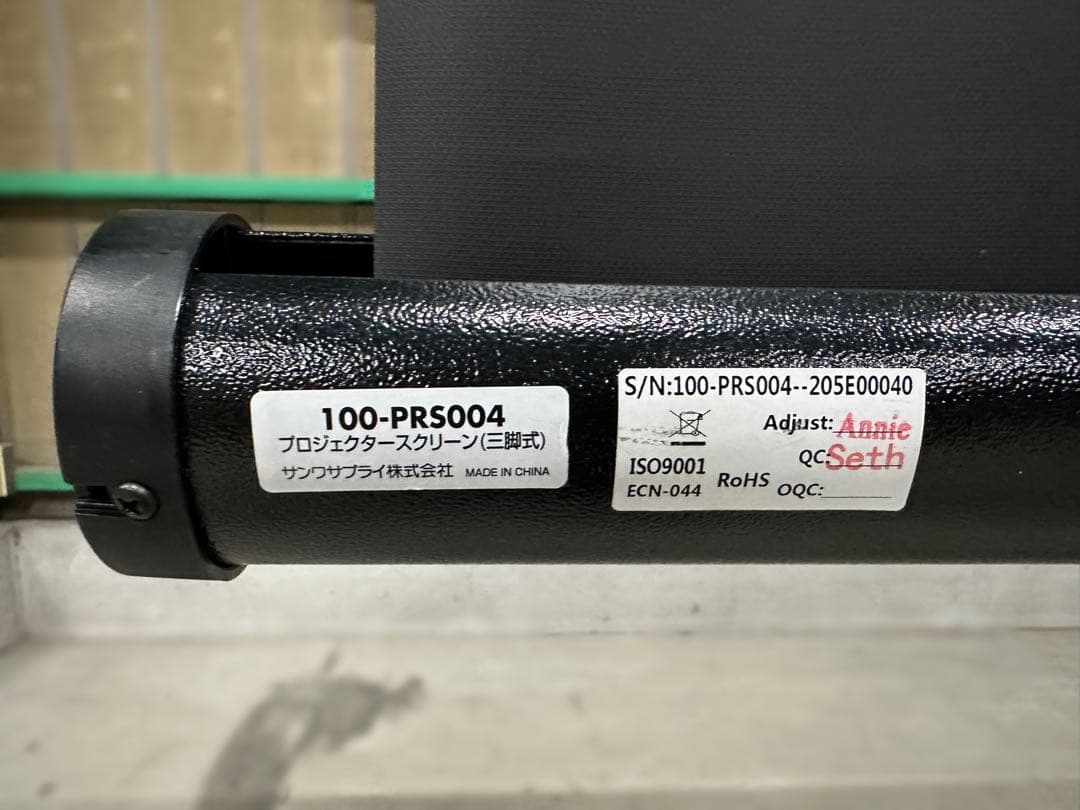 100-PRS004
プロジェクタースクリーン(三脚式)
サンワサプライ株式会社 MADE IN CHINA
S/N:100-PRS004--205E00040
Adjust: Annie
QC: Seth
ISO9001
ECN-044 RoHS OQC: